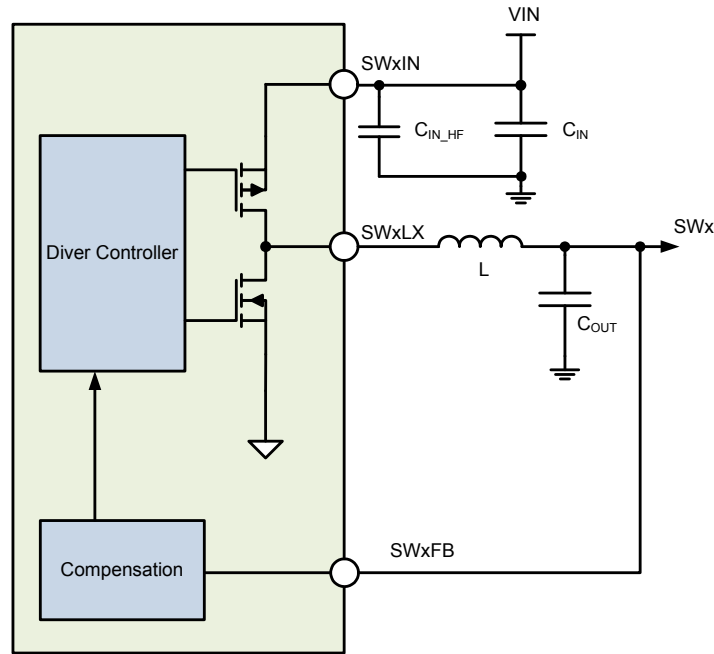 VIN
SWxIN
C_IN_HF
C_IN
Diver Controller
SWxLX
SWx
L
C_OUT
SWxFB
Compensation